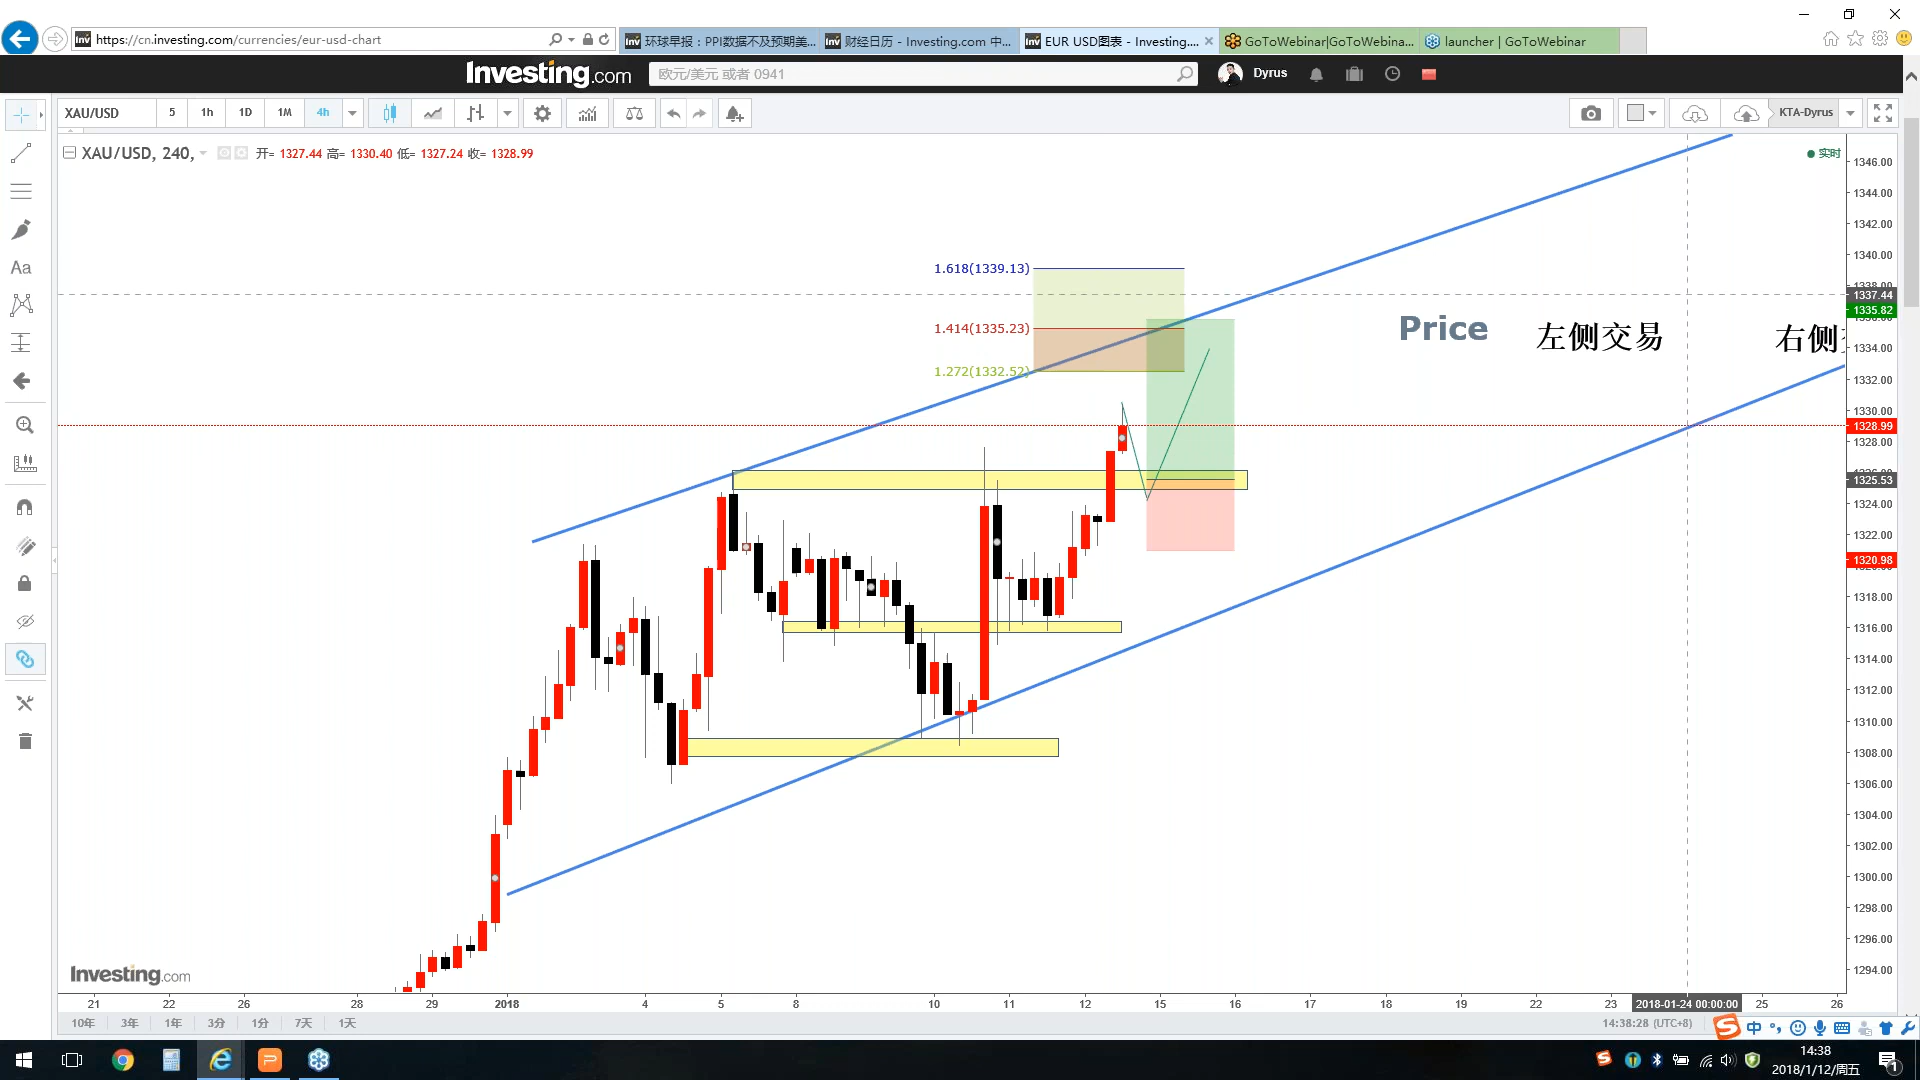 https://cn.investing.com/currencies/eur-usd-chart
环球早报：PPI数据不及预期美...
财经日历 - Investing.com 中...
EUR USD图表 - Investing....
GoToWebinar|GoToWebina...
launcher | GoToWebinar
Investing.com
欧元/美元 或者 0941
Dyrus
XAU/USD
5
1h
1D
1M
4h
KTA-Dyrus
XAU/USD, 240,
开= 1327.44 高= 1330.40 低= 1327.24 收= 1328.99
实时
1346.00
1344.00
1342.00
1340.00
1.618(1339.13)
1337.44
1335.82
1.414(1335.23)
Price
左侧交易
右侧
1334.00
1.272(1332.52)
1332.00
1330.00
1328.99
1328.00
1325.53
1324.00
1322.00
1320.98
1318.00
1316.00
1314.00
1312.00
1310.00
1308.00
1306.00
1304.00
1302.00
1300.00
1298.00
1296.00
1294.00
Investing.com
21 22 26 28 29 2018 4 5 8 10 11 12 15 16 17 18 19 22 23 2018-01-24 00:00:00 25 26
10年 3年 1年 3分 1分 7天 1天
14:38:28 (UTC+8)
中
14:38
2018/1/12/周五